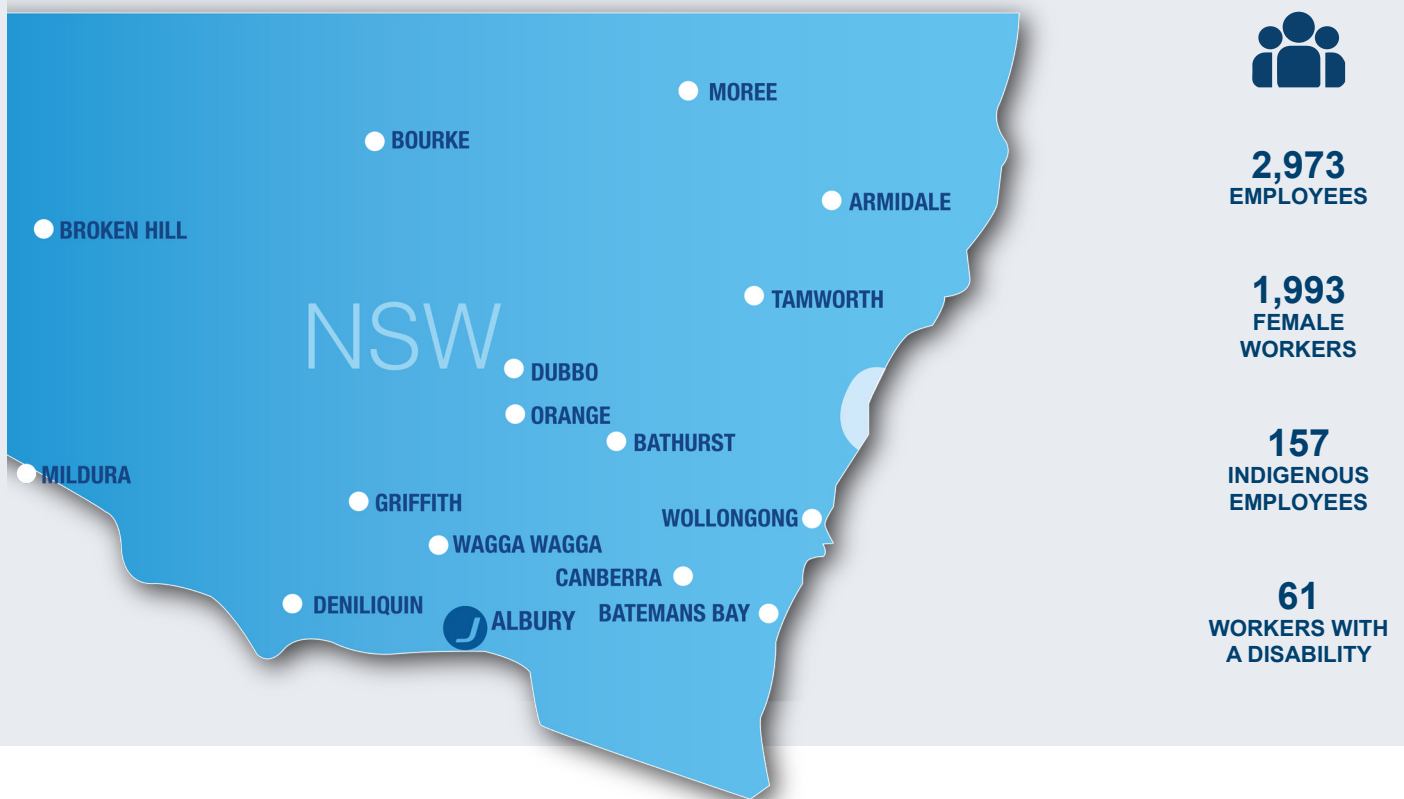 MOREE
BOURKE
ARMIDALE
BROKEN HILL
TAMWORTH
NSW
DUBBO
ORANGE
BATHURST
MILDURA
GRIFFITH
WOLLONGONG
WAGGA WAGGA
CANBERRA
DENILIQUIN
J ALBURY
BATEMANS BAY
2,973
EMPLOYEES
1,993
FEMALE
WORKERS
157
INDIGENOUS
EMPLOYEES
61
WORKERS WITH
A DISABILITY